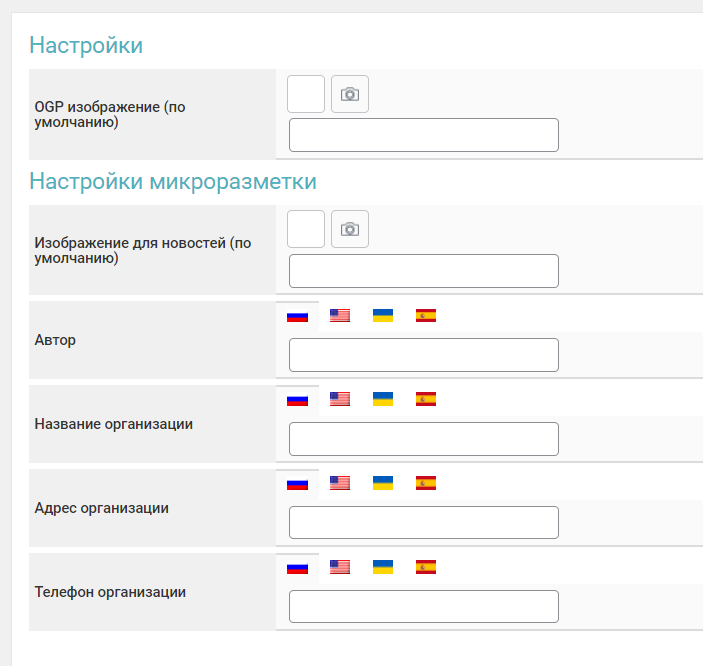 Настройки
OGP изображение (по
умолчанию)
Настройки микроразметки
Изображение для новостей (по
умолчанию)
Автор
Название организации
Адрес организации
Телефон организации